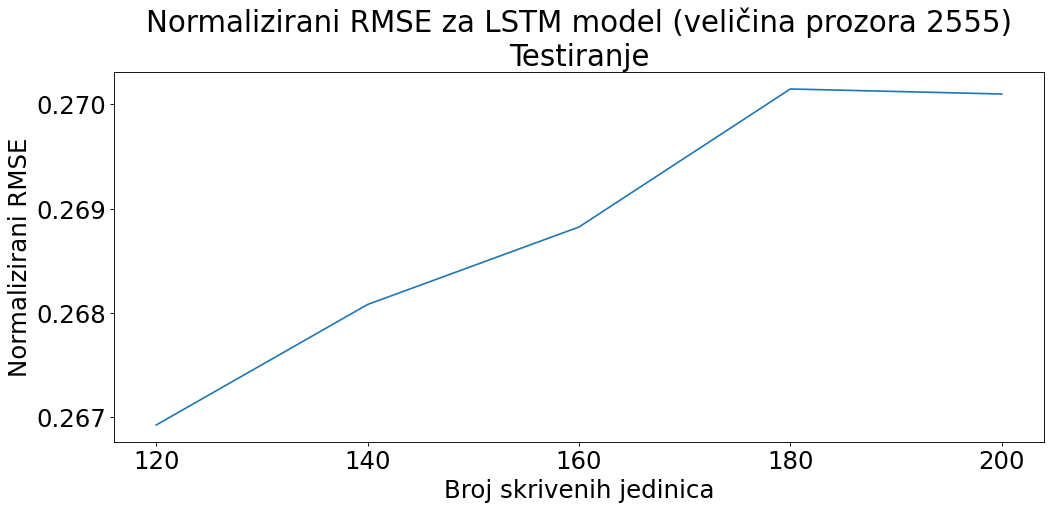 Normalizirani RMSE za LSTM model (veličina prozora 2555)
Testiranje
Normalizirani RMSE
0.270
0.269
0.268
0.267
120 140 160 180 200
Broj skrivenih jedinica